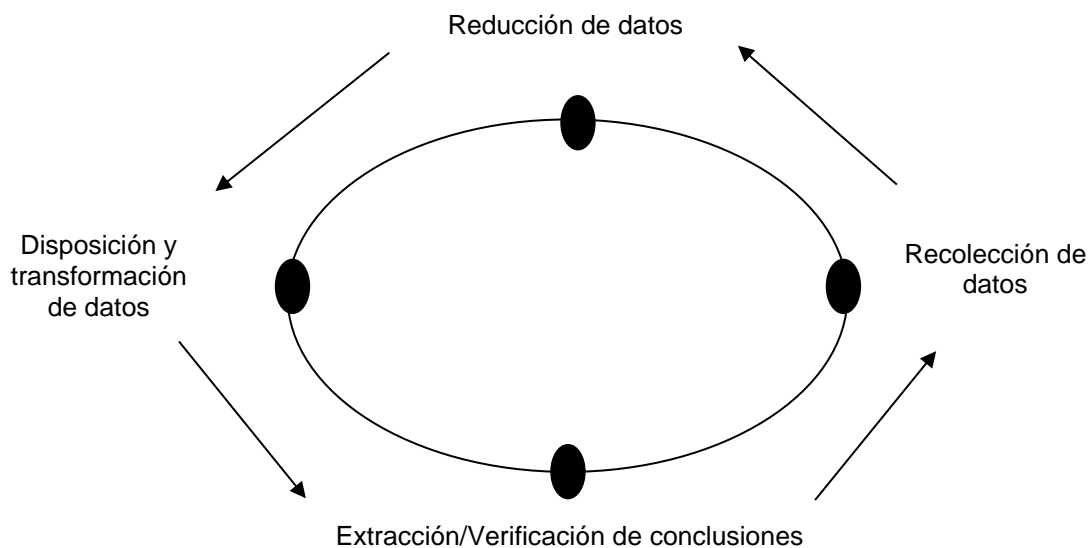 Reducción de datos
Disposición y
transformación
de datos
Recolección de
datos
Extracción/Verificación de conclusiones